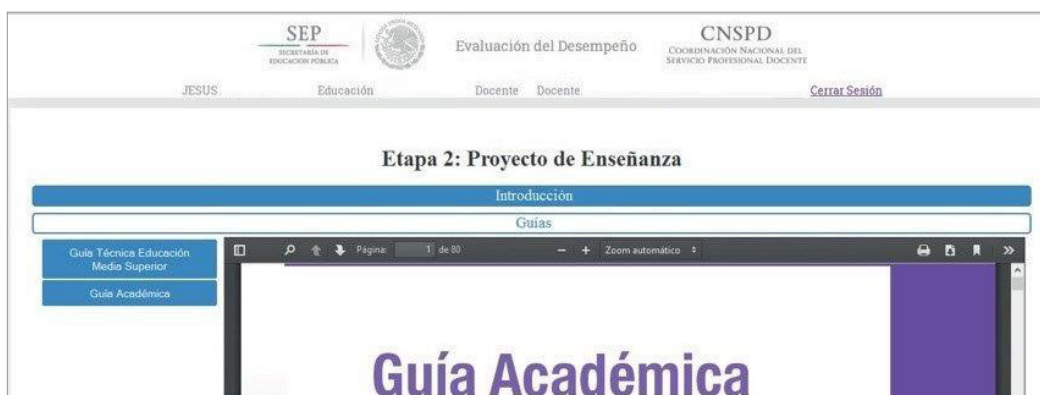 SEP
SECRETARÍA DE
EDUCACIÓN PÚBLICA
Evaluación del Desempeño
CNSPD
COORDINACIÓN NACIONAL DEL
SERVICIO PROFESIONAL DOCENTE
JESUS Educación Docente Docente Cerrar Sesión
Etapa 2: Proyecto de Enseñanza
Introducción
Guías
Guía Técnica Educación
Media Superior
Guía Académica
Página: 1 de 80 Zoom automático
Guía Académica